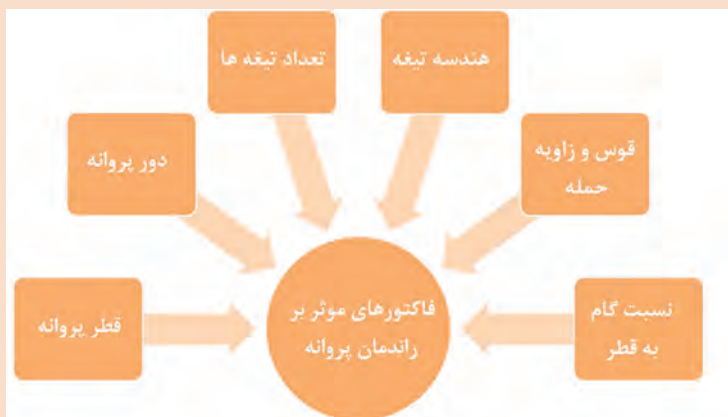 هندسه تیغه
تعداد تیغه ها
قوس و زاویه
حمله
دور پروانه
نسبت گام
به قطر
قطر پروانه
فاکتورهای موثر بر
راندمان پروانه